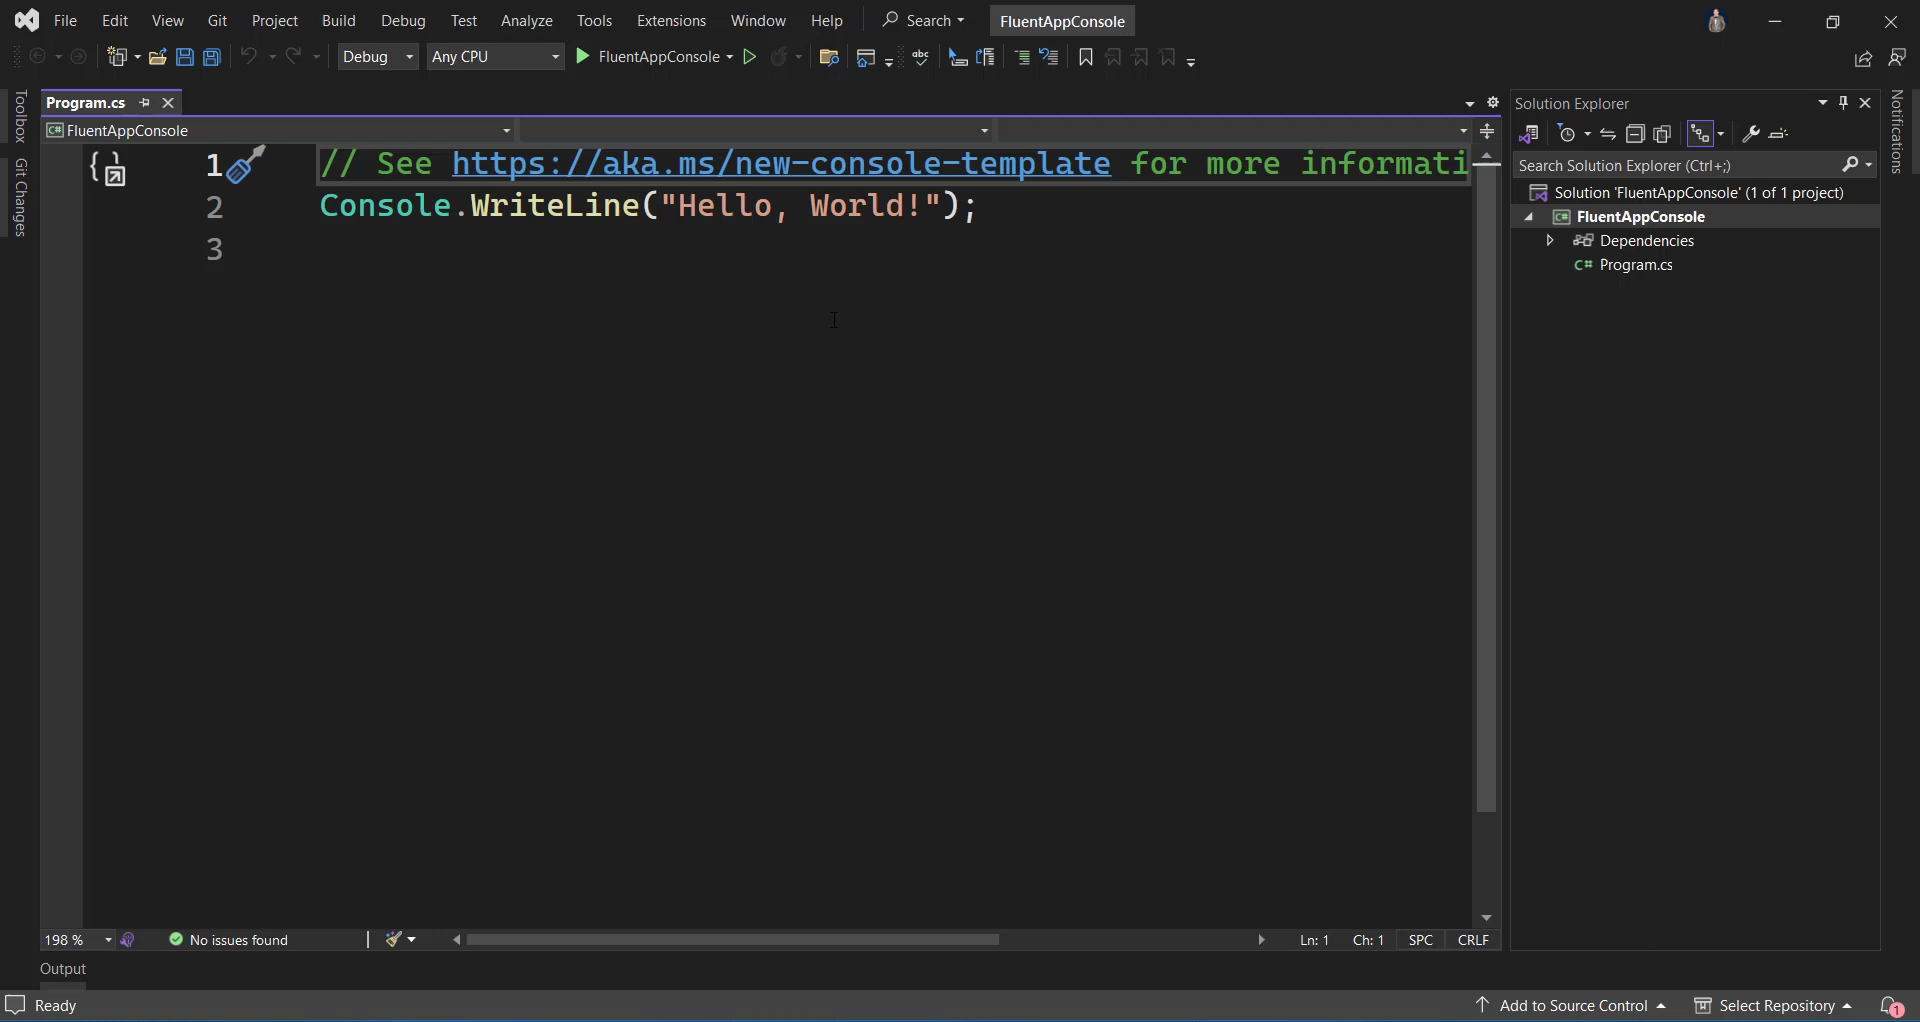 File Edit View Git Project Build Debug Test Analyze Tools Extensions Window Help Search FluentAppConsole
Debug Any CPU FluentAppConsole abc
Toolbox
Git Changes
Program.cs
C# FluentAppConsole
1 // See https://aka.ms/new-console-template for more informati
2 Console.WriteLine("Hello, World!");
3
198 % No issues found Ln: 1 Ch: 1 SPC CRLF
Output
Solution Explorer
Search Solution Explorer (Ctrl+;)
Solution 'FluentAppConsole' (1 of 1 project)
C# FluentAppConsole
Dependencies
C# Program.cs
Notifications
Ready Add to Source Control Select Repository 1